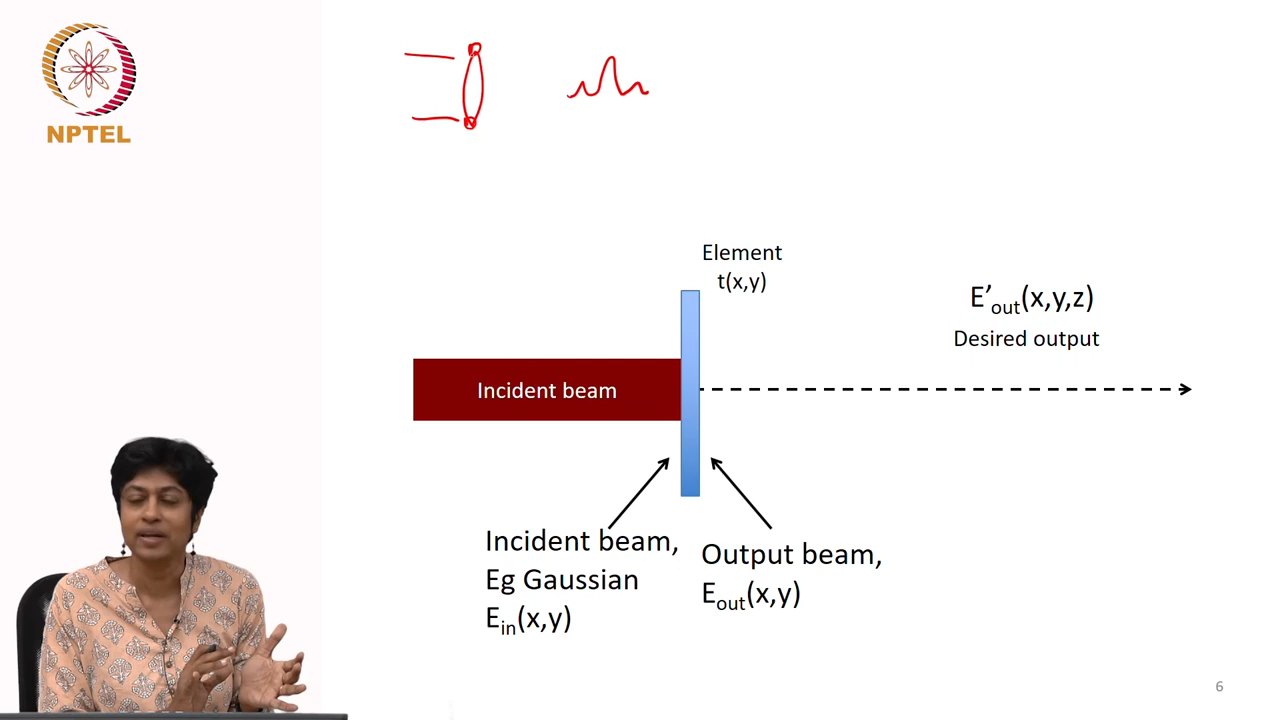 NPTEL
Element
t(x,y)
E’out(x,y,z)
Desired output
Incident beam
Incident beam,
Eg Gaussian
Ein(x,y)
Output beam,
Eout(x,y)
6